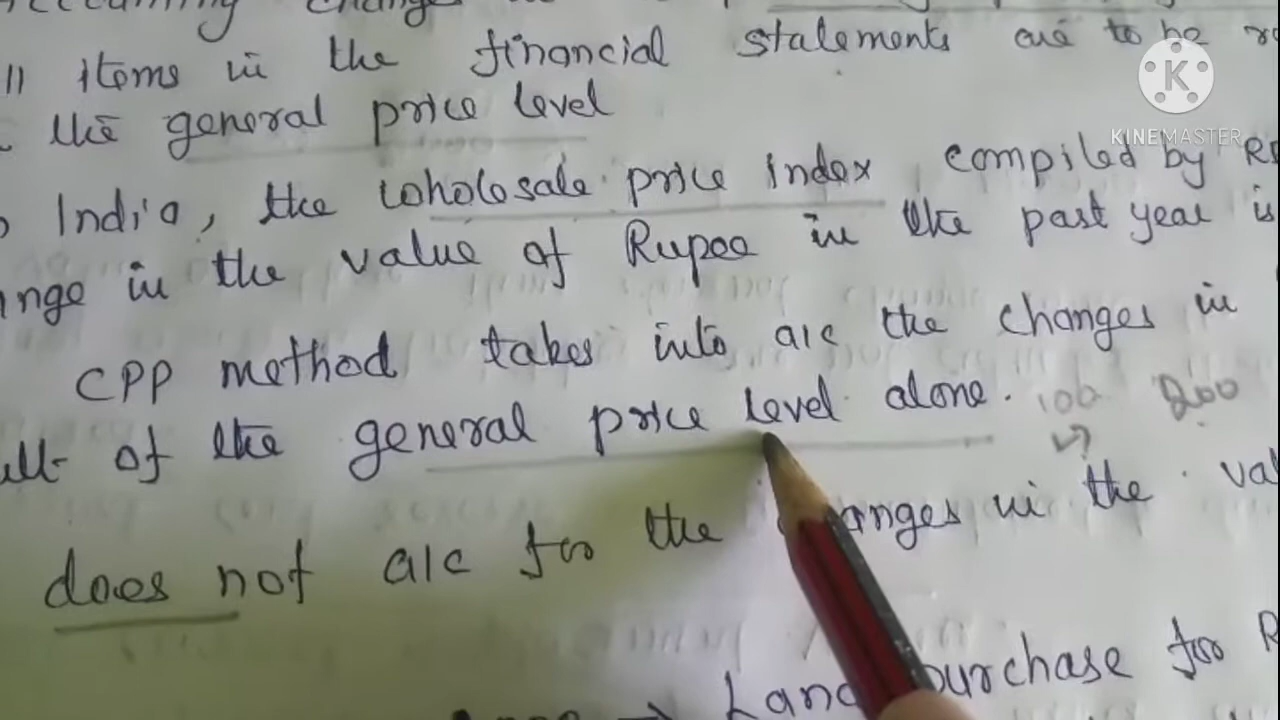 changes
items in the financial statements are to be
the general price level
India, the wholesale price index compiled by
in the value of Rupee in the past year is
CPP method takes into a/c the changes in
of the general price level alone. 100 200
does not a/c for the changes in the
Land purchase for
K
KINEMASTER